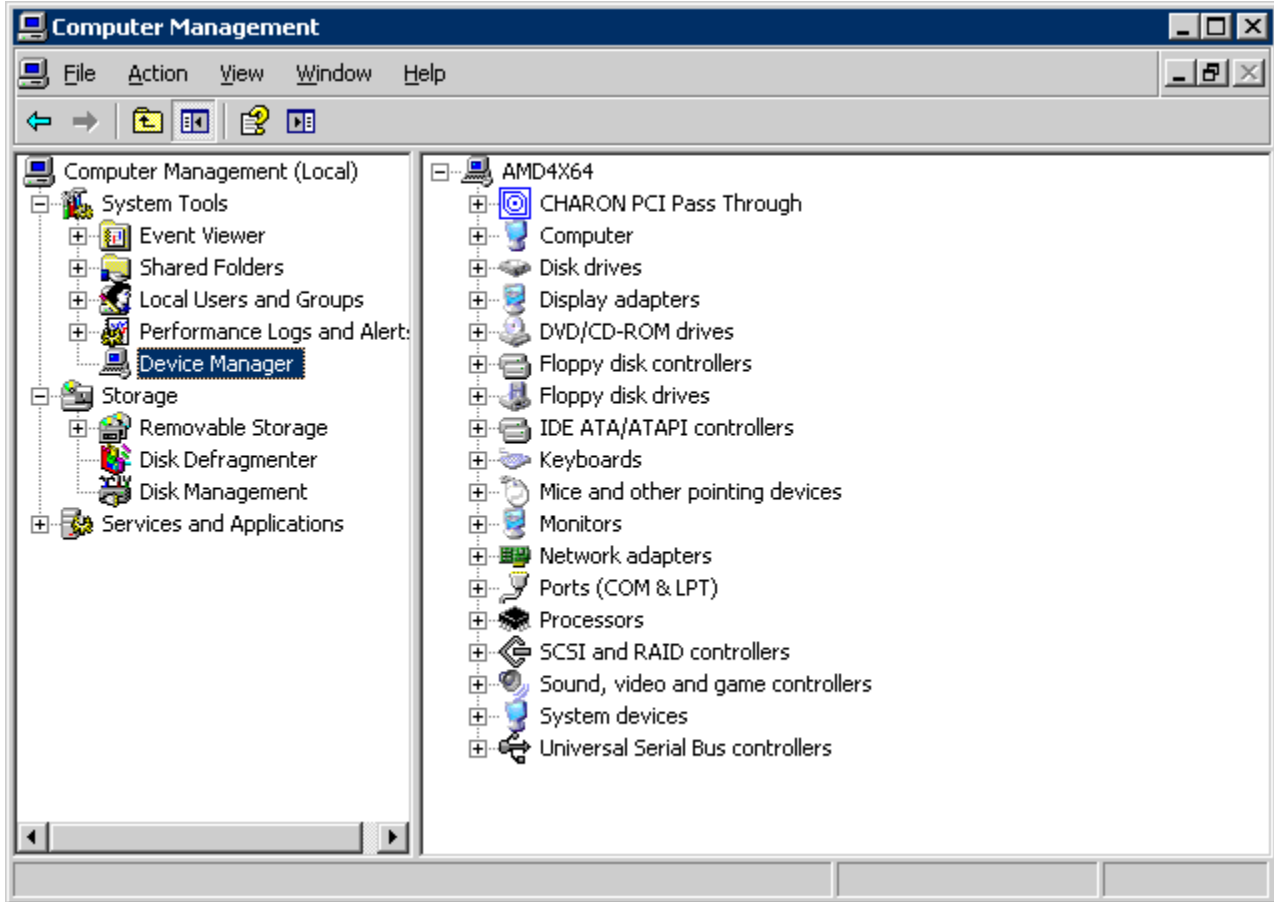 Computer Management
File Action View Window Help
Computer Management (Local)
System Tools
Event Viewer
Shared Folders
Local Users and Groups
Performance Logs and Alert
Device Manager
Storage
Removable Storage
Disk Defragmenter
Disk Management
Services and Applications
AMD4X64
CHARON PCI Pass Through
Computer
Disk drives
Display adapters
DVD/CD-ROM drives
Floppy disk controllers
Floppy disk drives
IDE ATA/ATAPI controllers
Keyboards
Mice and other pointing devices
Monitors
Network adapters
Ports (COM & LPT)
Processors
SCSI and RAID controllers
Sound, video and game controllers
System devices
Universal Serial Bus controllers